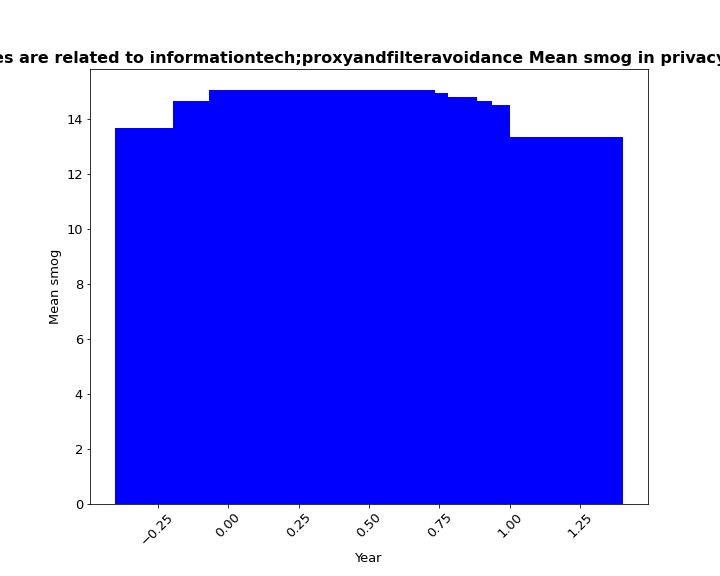 es are related to informationtech;proxyandfilteravoidance Mean smog in privacy
14
12
10
8
6
4
2
0
Mean smog
−0.25 0.00 0.25 0.50 0.75 1.00 1.25
Year